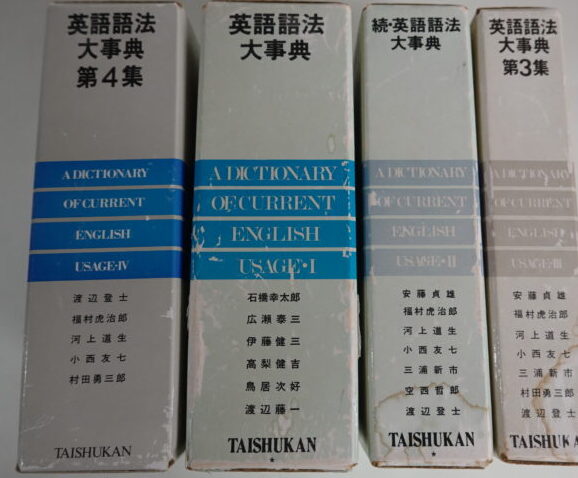 英語語法
大事典
第4集
A DICTIONARY
OF CURRENT
ENGLISH
USAGE·IV
渡辺登士
福村虎治郎
河上道生
小西友七
村田勇三郎
TAISHUKAN
英語語法
大事典
A DICTIONARY
OF CURRENT
ENGLISH
USAGE·I
石橋幸太郎
広瀬泰三
伊藤健三
高梨健吉
鳥居次好
渡辺藤一
TAISHUKAN
★
続・英語語法
大事典
A DICTIONARY
OF CURRENT
ENGLISH
USAGE·II
安藤貞雄
福村虎治郎
河上道生
小西友七
三浦新市
空西哲郎
渡辺登士
TAISHUKAN
★
英語語法
大事典
第3集
A DICTIONARY
OF CURRENT
ENGLISH
USAGE·III
安藤貞雄
福村虎治郎
河上道生
小西友七
三浦新市
村田勇三郎
渡辺登士
TAISHUKA